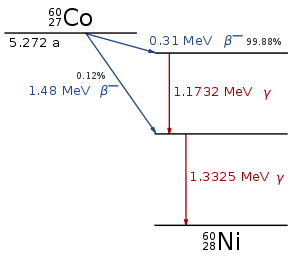 60
27Co
5.272 a
0.31 MeV β− 99.88%
0.12%
1.48 MeV β−
1.1732 MeV γ
1.3325 MeV γ
60
28Ni